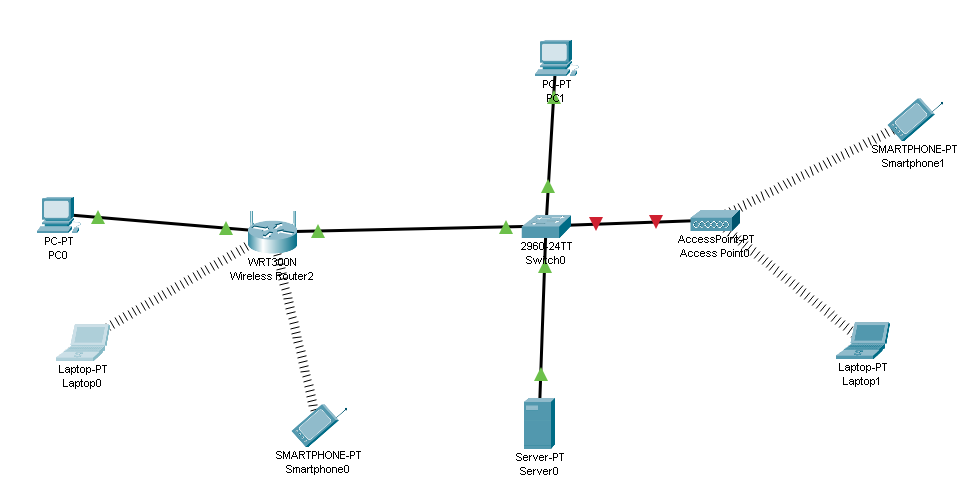 PC-PT
PC1
SMARTPHONE-PT
Smartphone1
PC-PT
PC0
WRT300N
Wireless Router2
2960-24TT
Switch0
AccessPoint-PT
Access Point0
Laptop-PT
Laptop0
Laptop-PT
Laptop1
SMARTPHONE-PT
Smartphone0
Server-PT
Server0